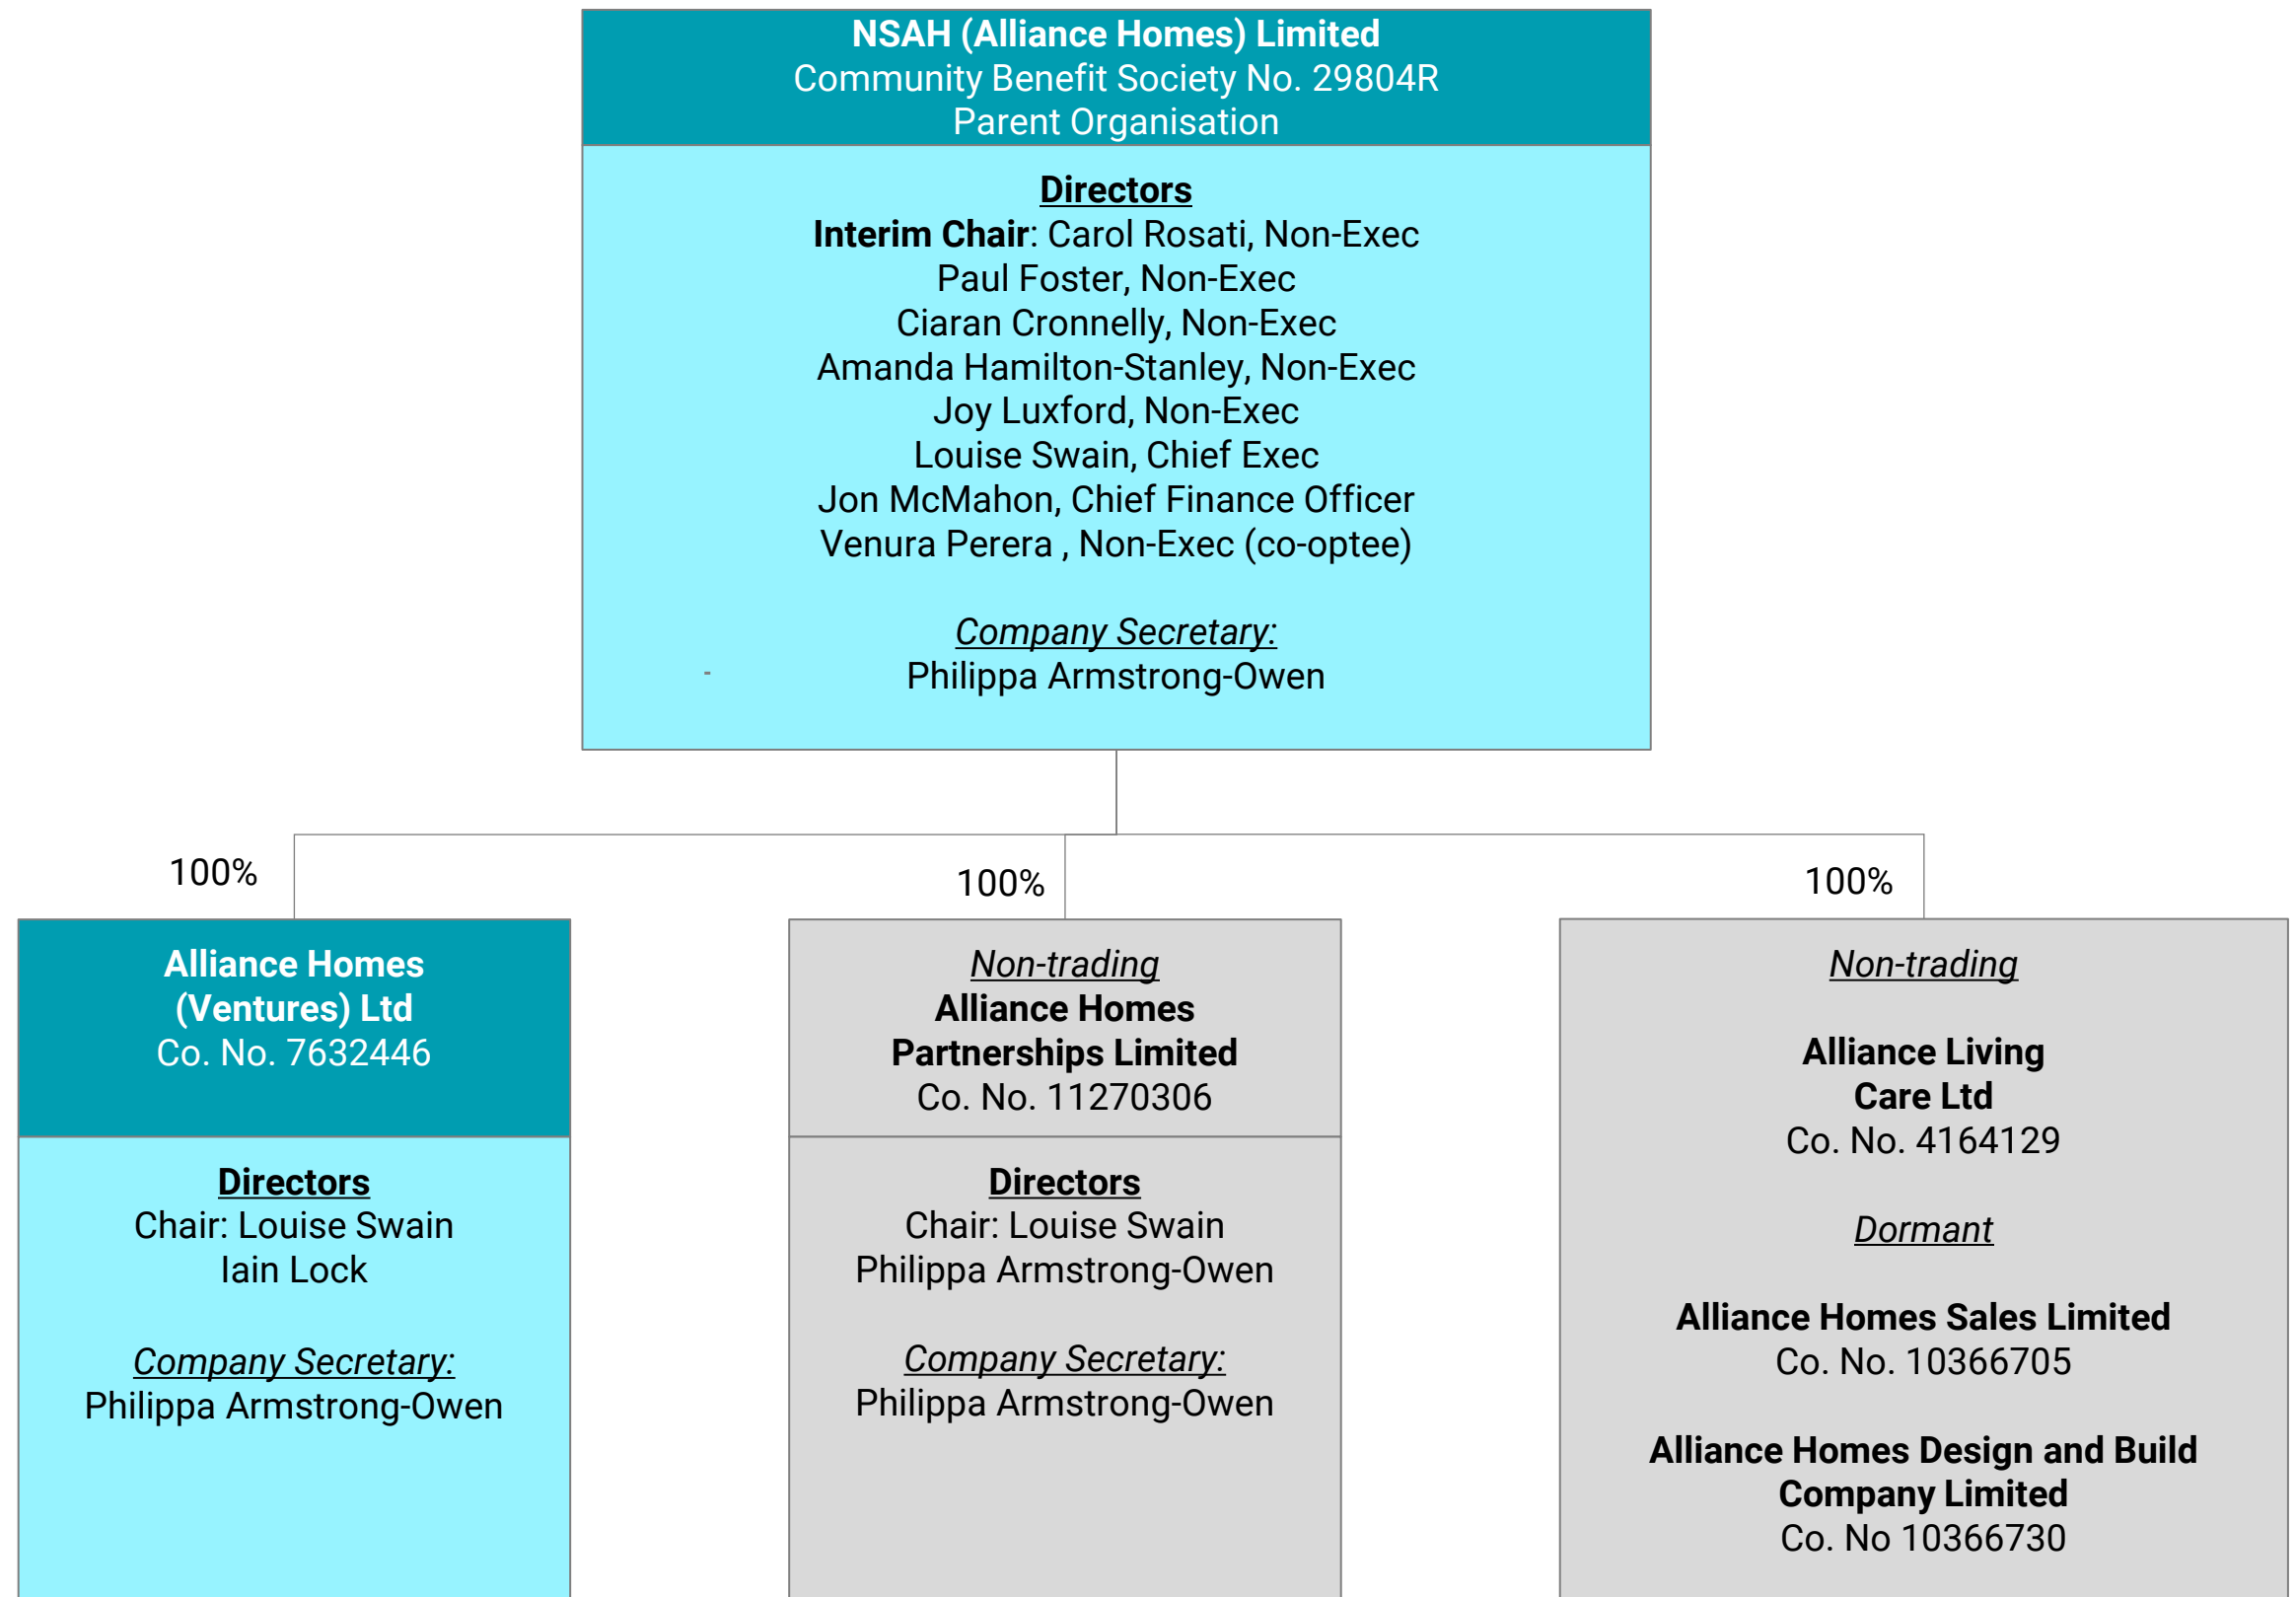 NSAH (Alliance Homes) Limited
Community Benefit Society No. 29804R
Parent Organisation
Directors
Interim Chair: Carol Rosati, Non-Exec
Paul Foster, Non-Exec
Ciaran Cronnelly, Non-Exec
Amanda Hamilton-Stanley, Non-Exec
Joy Luxford, Non-Exec
Louise Swain, Chief Exec
Jon McMahon, Chief Finance Officer
Venura Perera , Non-Exec (co-optee)
Company Secretary:
Philippa Armstrong-Owen
-
100%
100%
100%
Alliance Homes
(Ventures) Ltd
Co. No. 7632446
Directors
Chair: Louise Swain
Iain Lock
Company Secretary:
Philippa Armstrong-Owen
Non-trading
Alliance Homes
Partnerships Limited
Co. No. 11270306
Directors
Chair: Louise Swain
Philippa Armstrong-Owen
Company Secretary:
Philippa Armstrong-Owen
Non-trading
Alliance Living
Care Ltd
Co. No. 4164129
Dormant
Alliance Homes Sales Limited
Co. No. 10366705
Alliance Homes Design and Build
Company Limited
Co. No 10366730